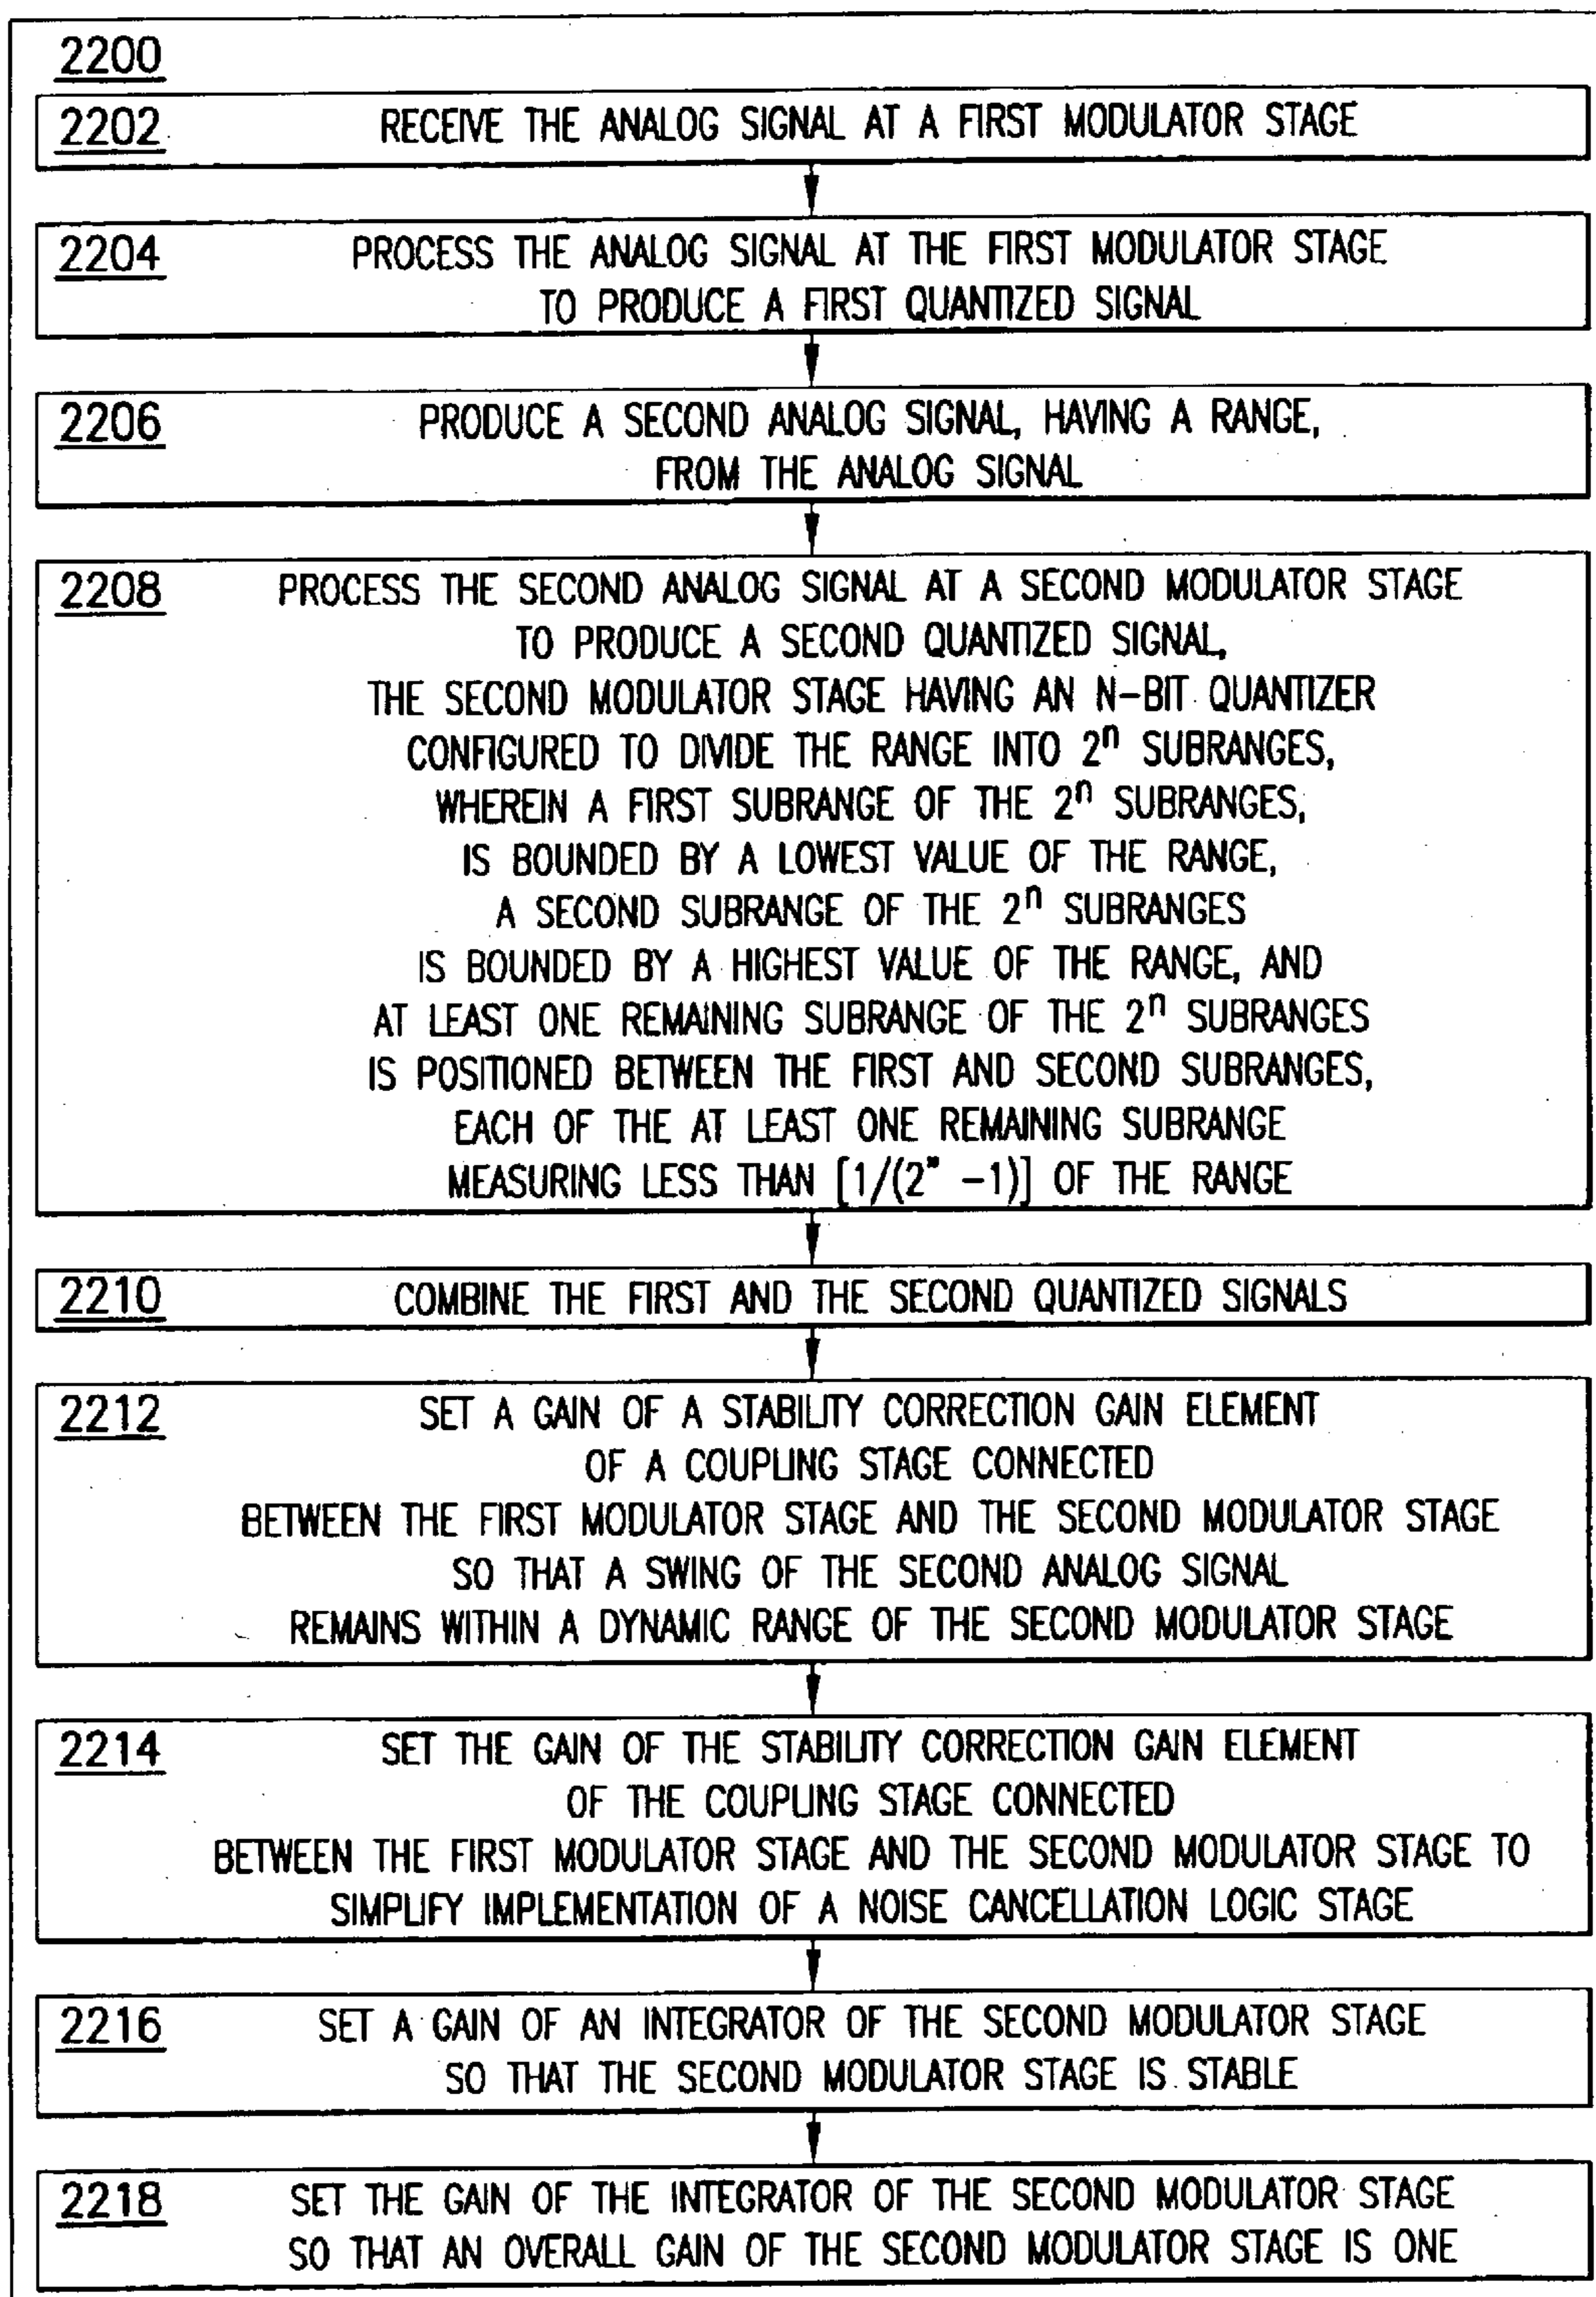 2200
2202 RECEIVE THE ANALOG SIGNAL AT A FIRST MODULATOR STAGE
2204 PROCESS THE ANALOG SIGNAL AT THE FIRST MODULATOR STAGE
TO PRODUCE A FIRST QUANTIZED SIGNAL
2206 PRODUCE A SECOND ANALOG SIGNAL, HAVING A RANGE,
FROM THE ANALOG SIGNAL
2208 PROCESS THE SECOND ANALOG SIGNAL AT A SECOND MODULATOR STAGE
TO PRODUCE A SECOND QUANTIZED SIGNAL,
THE SECOND MODULATOR STAGE HAVING AN N-BIT QUANTIZER
CONFIGURED TO DIVIDE THE RANGE INTO 2ⁿ SUBRANGES,
WHEREIN A FIRST SUBRANGE OF THE 2ⁿ SUBRANGES,
IS BOUNDED BY A LOWEST VALUE OF THE RANGE,
A SECOND SUBRANGE OF THE 2ⁿ SUBRANGES
IS BOUNDED BY A HIGHEST VALUE OF THE RANGE, AND
AT LEAST ONE REMAINING SUBRANGE OF THE 2ⁿ SUBRANGES
IS POSITIONED BETWEEN THE FIRST AND SECOND SUBRANGES,
EACH OF THE AT LEAST ONE REMAINING SUBRANGE
MEASURING LESS THAN [1/(2ⁿ -1)] OF THE RANGE
2210 COMBINE THE FIRST AND THE SECOND QUANTIZED SIGNALS
2212 SET A GAIN OF A STABILITY CORRECTION GAIN ELEMENT
OF A COUPLING STAGE CONNECTED
BETWEEN THE FIRST MODULATOR STAGE AND THE SECOND MODULATOR STAGE
SO THAT A SWING OF THE SECOND ANALOG SIGNAL
REMAINS WITHIN A DYNAMIC RANGE OF THE SECOND MODULATOR STAGE
2214 SET THE GAIN OF THE STABILITY CORRECTION GAIN ELEMENT
OF THE COUPLING STAGE CONNECTED
BETWEEN THE FIRST MODULATOR STAGE AND THE SECOND MODULATOR STAGE TO
SIMPLIFY IMPLEMENTATION OF A NOISE CANCELLATION LOGIC STAGE
2216 SET A GAIN OF AN INTEGRATOR OF THE SECOND MODULATOR STAGE
SO THAT THE SECOND MODULATOR STAGE IS STABLE
2218 SET THE GAIN OF THE INTEGRATOR OF THE SECOND MODULATOR STAGE
SO THAT AN OVERALL GAIN OF THE SECOND MODULATOR STAGE IS ONE